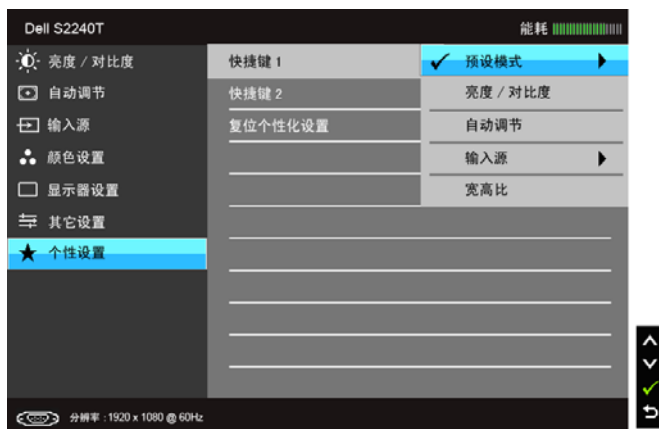 Dell S2240T
能耗
亮度 / 对比度
自动调节
输入源
颜色设置
显示器设置
其它设置
个性设置
快捷键 1
快捷键 2
复位个性化设置
预设模式
亮度 / 对比度
自动调节
输入源
宽高比
分辨率 : 1920 x 1080 @ 60Hz